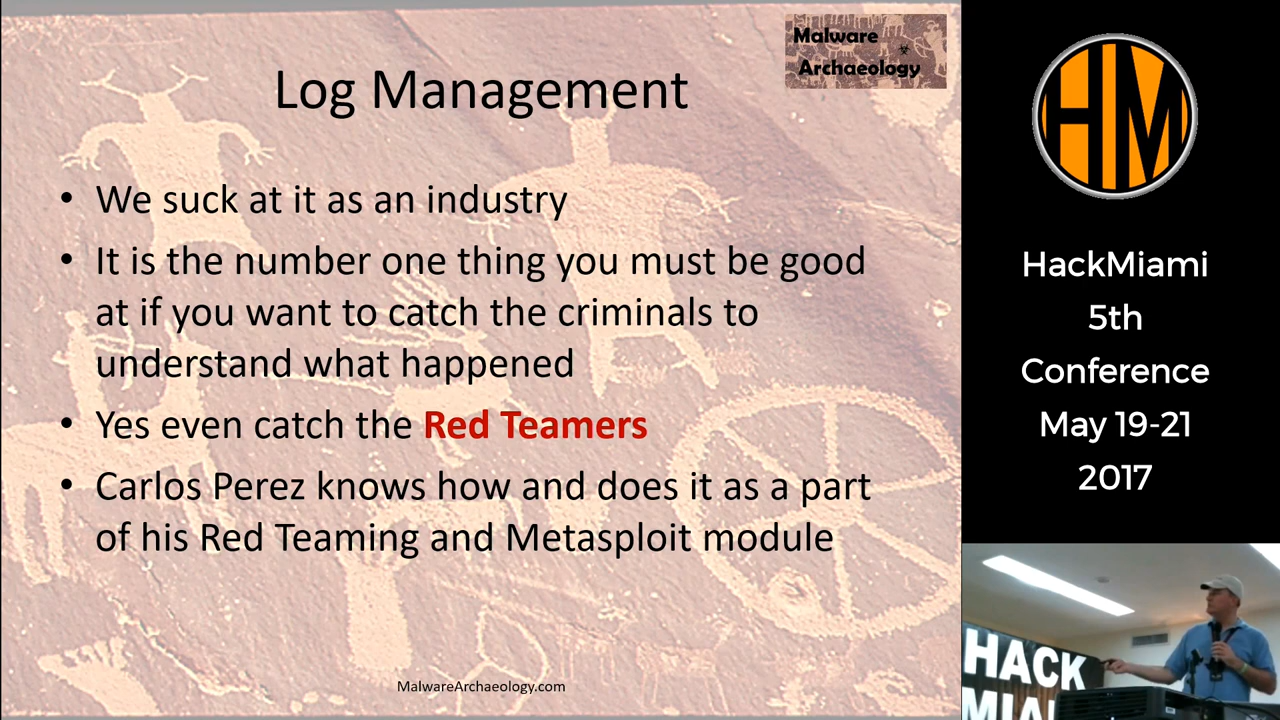 Malware
Archaeology
Log Management
• We suck at it as an industry
• It is the number one thing you must be good
at if you want to catch the criminals to
understand what happened
• Yes even catch the Red Teamers
• Carlos Perez knows how and does it as a part
of his Red Teaming and Metasploit module
MalwareArchaeology.com
HM
HackMiami
5th
Conference
May 19-21
2017
HACK
MIA